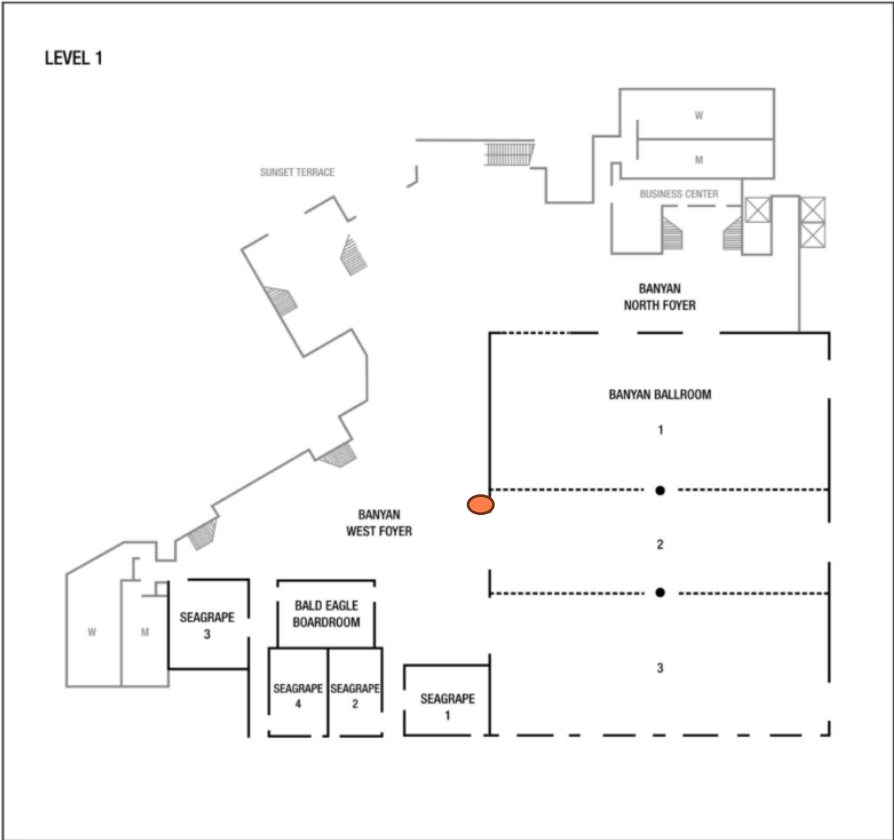 LEVEL 1
W
M
SUNSET TERRACE
BUSINESS CENTER
BANYAN
NORTH FOYER
BANYAN BALLROOM
1
BANYAN
WEST FOYER
2
BALD EAGLE
BOARDROOM
SEAGRAPE
3
W
M
3
SEAGRAPE
4
SEAGRAPE
2
SEAGRAPE
1